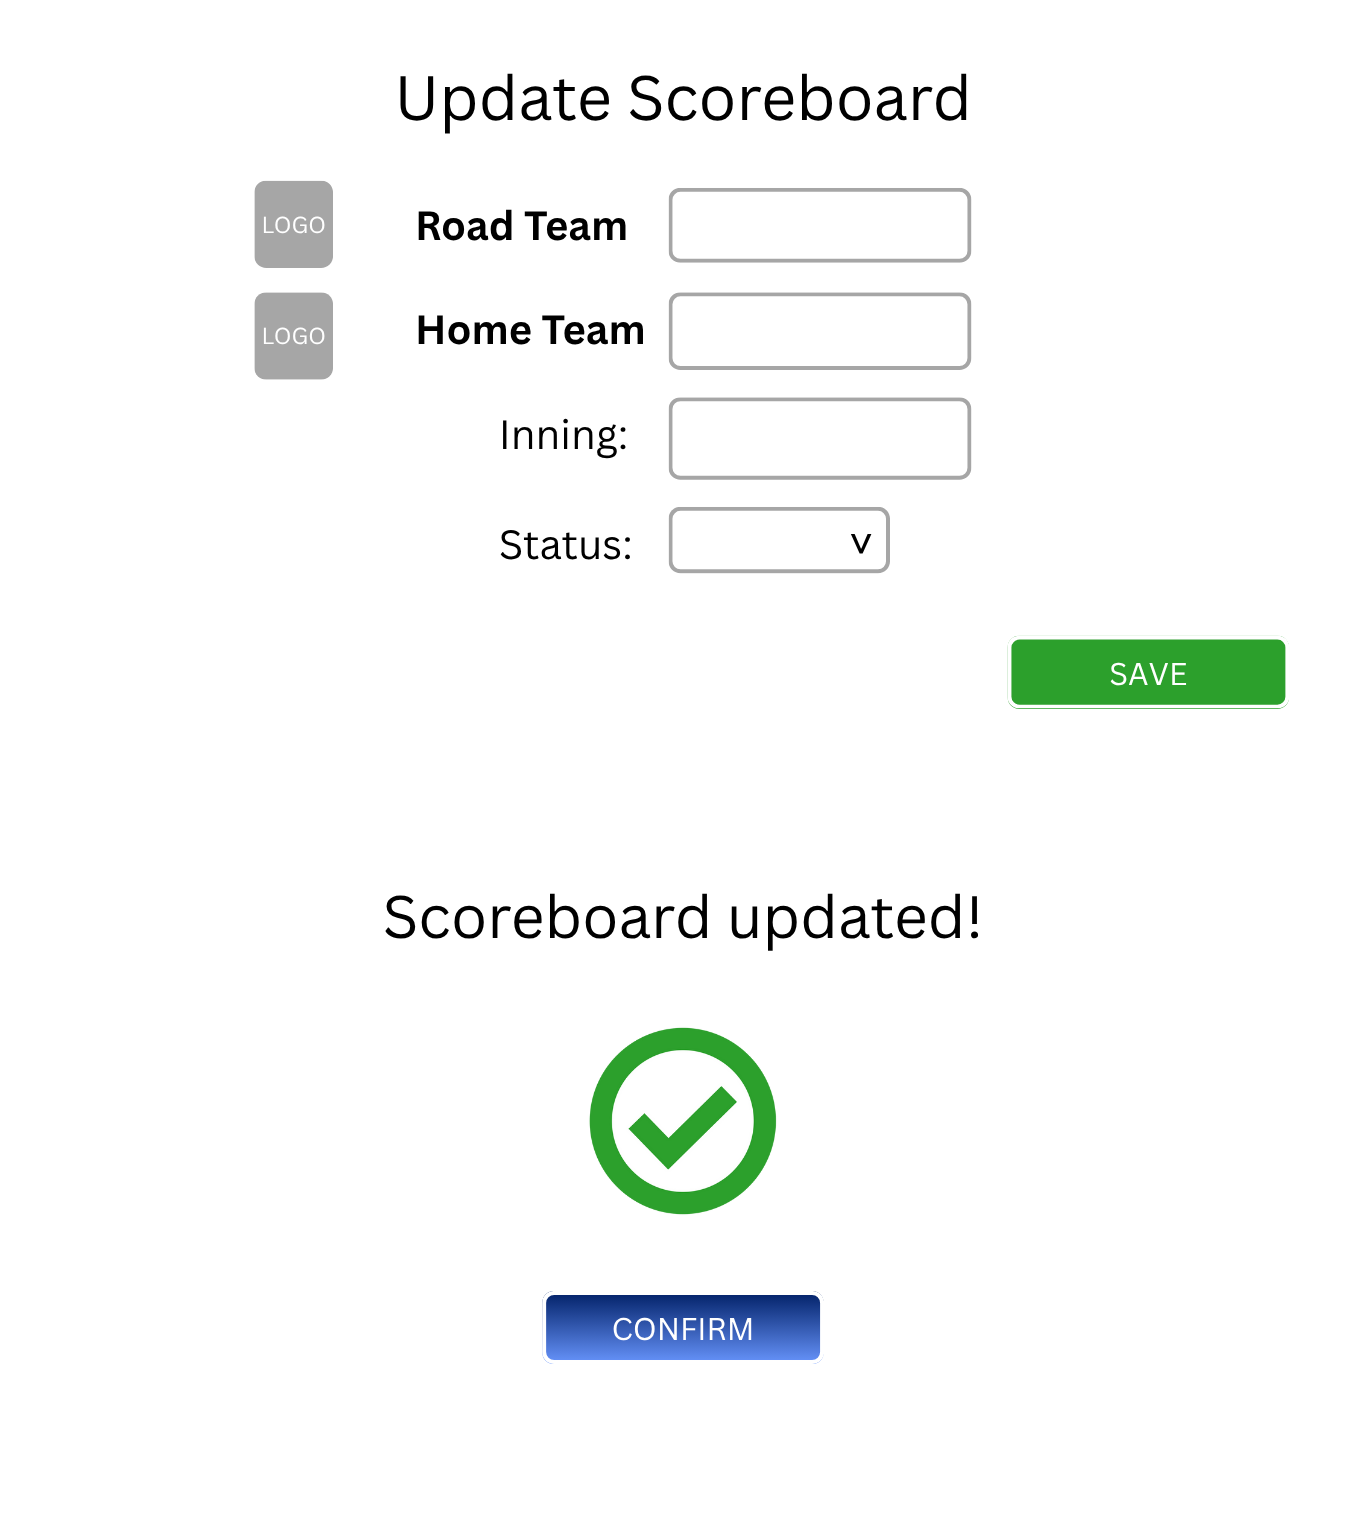 Update Scoreboard
LOGO
Road Team
LOGO
Home Team
Inning:
Status:
v
SAVE
Scoreboard updated!
CONFIRM